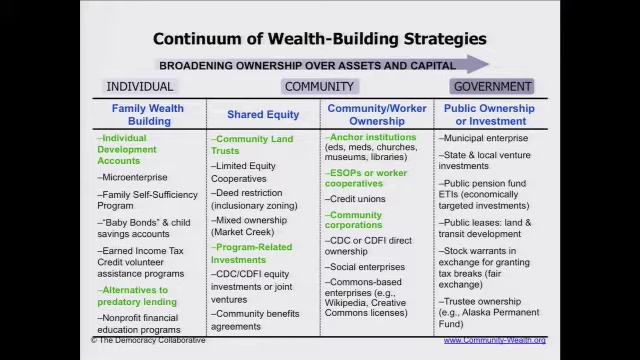 Continuum of Wealth-Building Strategies
BROADENING OWNERSHIP OVER ASSETS AND CAPITAL
INDIVIDUAL
COMMUNITY
GOVERNMENT
Family Wealth
Building
–Individual
Development
Accounts
–Microenterprise
–Family Self-Sufficiency
Program
–"Baby Bonds" & child
savings accounts
–Earned Income Tax
Credit volunteer
assistance programs
–Alternatives to
predatory lending
–Nonprofit financial
education programs
Shared Equity
–Community Land
Trusts
–Limited Equity
Cooperatives
–Deed restriction
(inclusionary zoning)
–Mixed ownership
(Market Creek)
–Program-Related
Investments
–CDC/CDFI equity
investments or joint
ventures
–Community benefits
agreements
Community/Worker
Ownership
–Anchor institutions
(eds, meds, churches,
museums, libraries)
–ESOPs or worker
cooperatives
–Credit unions
–Community
corporations
–CDC or CDFI direct
ownership
–Social enterprises
–Commons-based
enterprises (e.g.,
Wikipedia, Creative
Commons licenses)
Public Ownership
or Investment
–Municipal enterprise
–State & local venture
investments
–Public pension fund
ETIs (economically
targeted investments)
–Public leases: land &
transit development
–Stock warrants in
exchange for granting
tax breaks (fair
exchange)
–Trustee ownership
(e.g., Alaska Permanent
Fund)
© The Democracy Collaborative
www.Community-Wealth.org